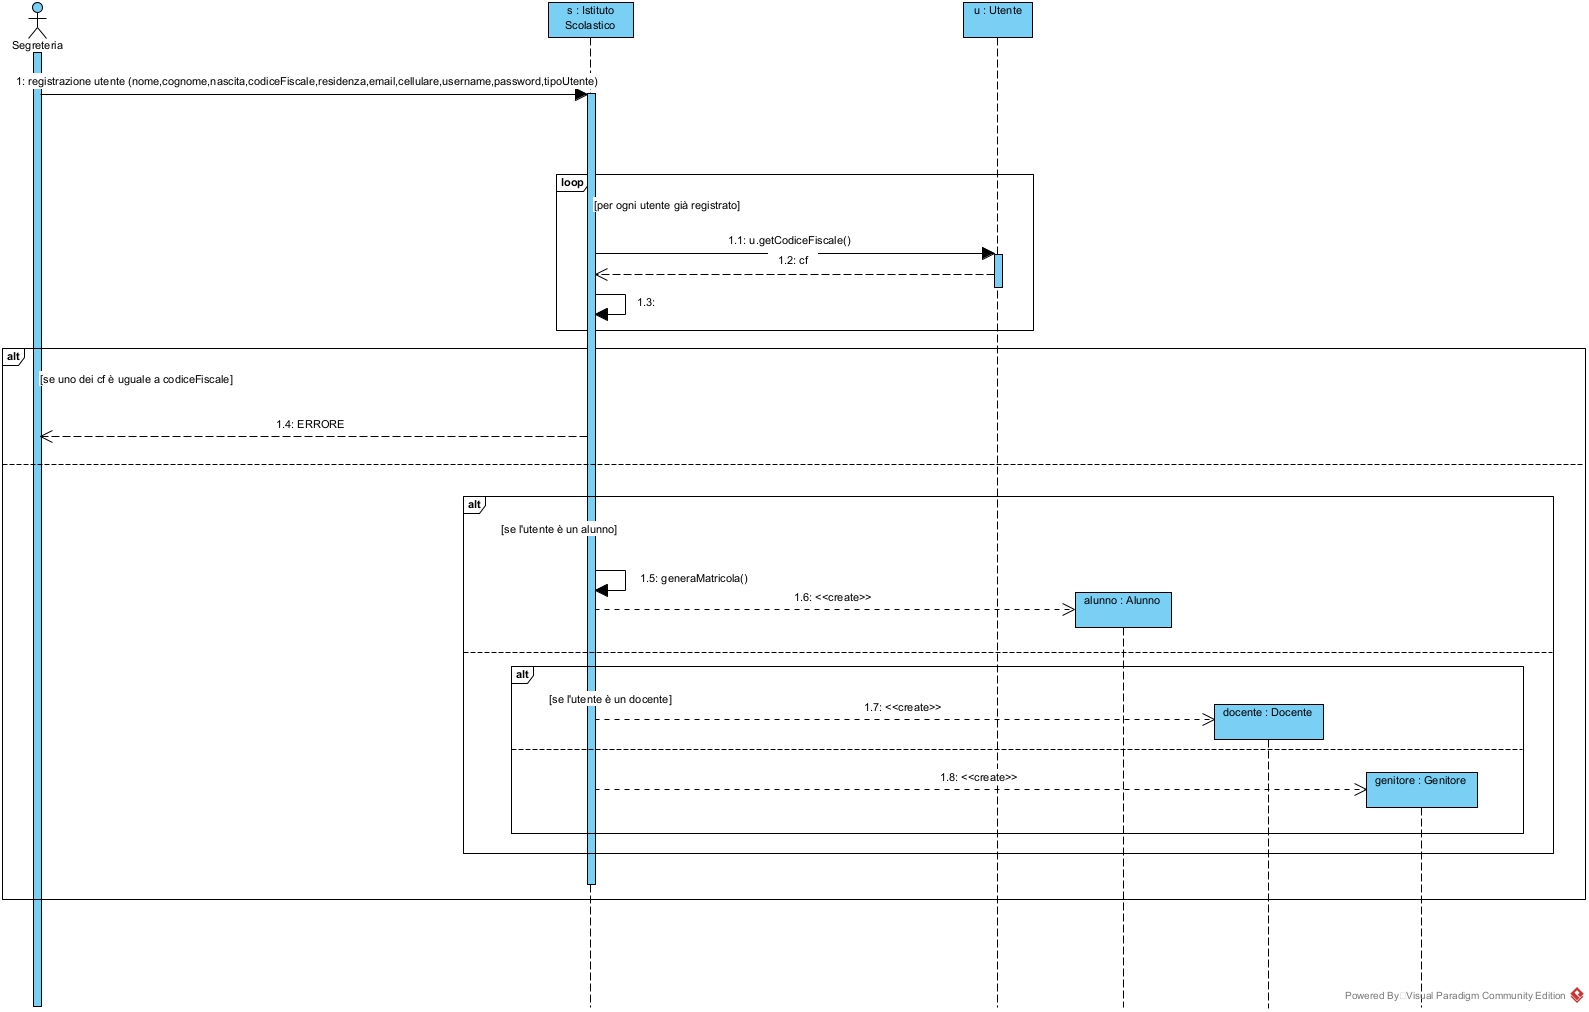 Segreteria
s : Istituto
Scolastico
u : Utente
1: registrazione utente (nome,cognome,nascita,codiceFiscale,residenza,email,cellulare,username,password,tipoUtente)
loop
[per ogni utente già registrato]
1.1: u.getCodiceFiscale()
1.2: cf
1.3:
alt
[se uno dei cf è uguale a codiceFiscale]
1.4: ERRORE
alt
[se l'utente è un alunno]
1.5: generaMatricola()
1.6: <<create>>
alunno : Alunno
alt
[se l'utente è un docente]
1.7: <<create>>
docente : Docente
1.8: <<create>>
genitore : Genitore
Powered By Visual Paradigm Community Edition